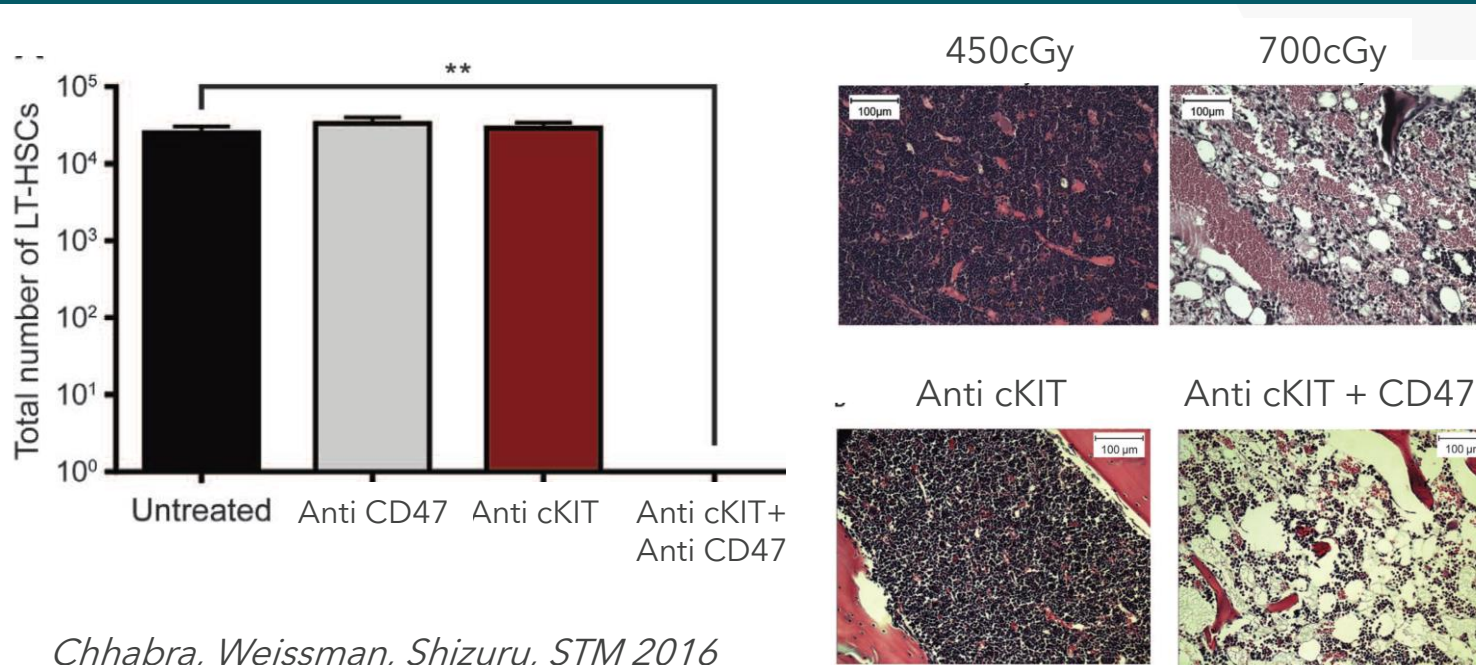 **
Total number of LT-HSCs
10⁵
10⁴
10³
10²
10¹
10⁰
Untreated
Anti CD47
Anti cKIT
Anti cKIT+
Anti CD47
Chhabra, Weissman, Shizuru, STM 2016
450cGy
700cGy
100µm
100µm
Anti cKIT
Anti cKIT + CD47
100 µm
100 µ